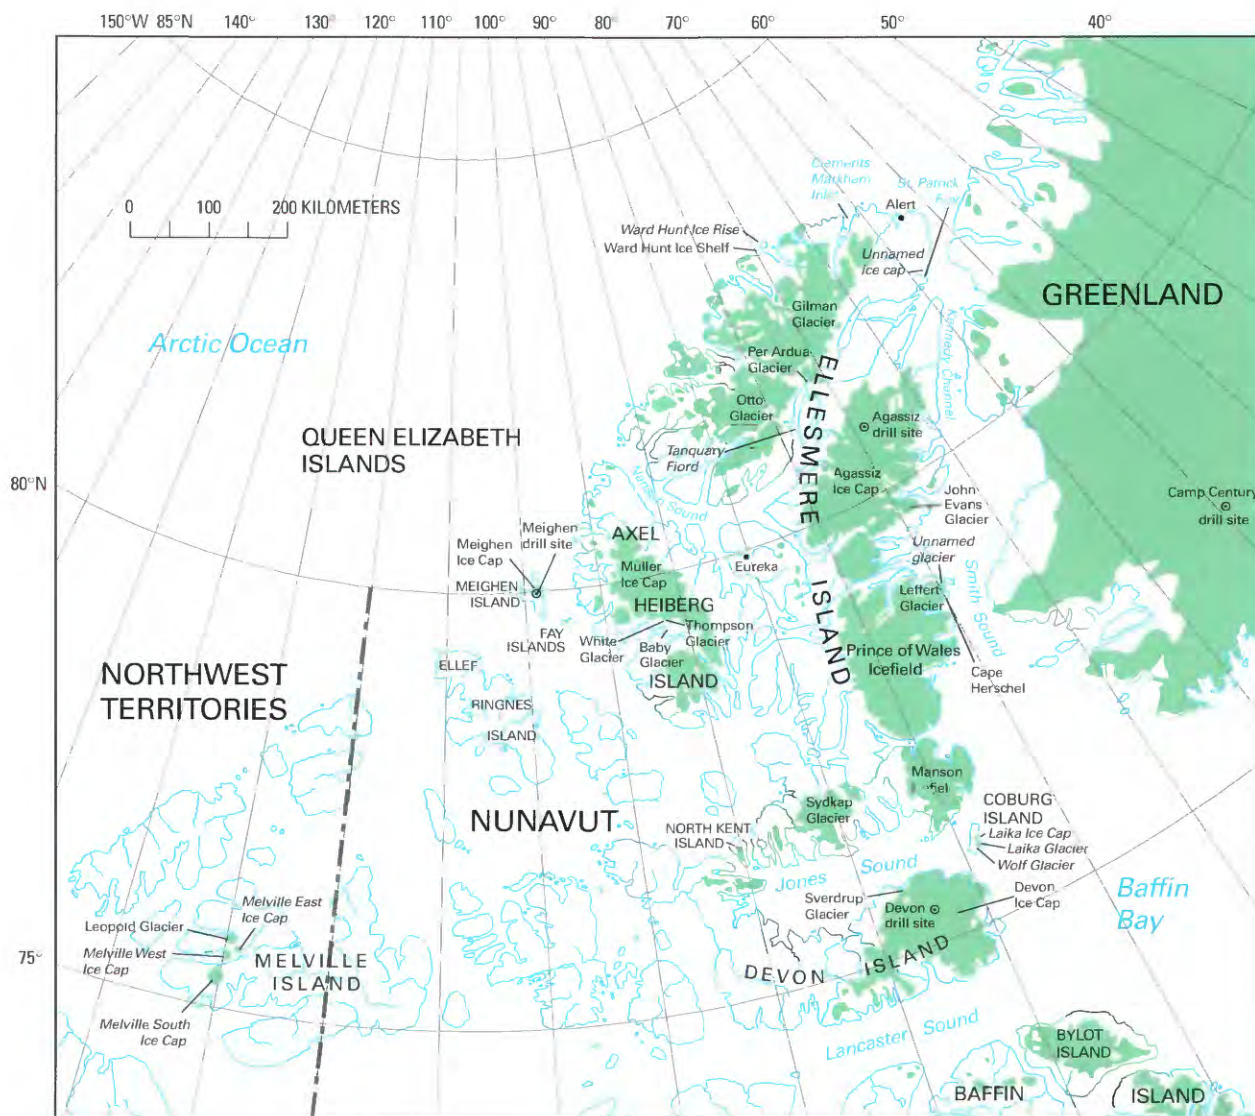 150°W 85°N 140° 130° 120° 110° 100° 90° 80° 70° 60° 50° 40°
0 100 200 KILOMETERS
Clements
Markham
Inlet
St. Patrick
Bay
Alert
Ward Hunt Ice Rise
Ward Hunt Ice Shelf
Unnamed
ice cap
GREENLAND
Gilman
Glacier
Arctic Ocean
Kennedy Channel
Per Ardua
Glacier
ELLESMERE
ISLAND
Otto
Glacier
Agassiz
drill site
QUEEN ELIZABETH
ISLANDS
Tanquary
Fiord
Agassiz
Ice Cap
80°N
Nansen Sound
John
Evans
Glacier
Camp Century
drill site
Meighen
drill site
Meighen
Ice Cap
AXEL
HEIBERG
ISLAND
Unnamed
glacier
Eureka
Muller
Ice Cap
MEIGHEN
ISLAND
Smith Sound
Leffert
Glacier
FAY
ISLANDS
White
Glacier
Baby
Glacier
Thompson
Glacier
Prince of Wales
Icefield
Cape
Herschel
NORTHWEST
TERRITORIES
ELLEF
RINGNES
ISLAND
NUNAVUT
Manson
Sydkap
Glacier
COBURG
ISLAND
Laika Ice Cap
Laika Glacier
Wolf Glacier
NORTH KENT
ISLAND
Jones Sound
Baffin
Bay
Sverdrup
Glacier
Devon
Ice Cap
Devon
drill site
DEVON ISLAND
Melville East
Ice Cap
Leopold Glacier
Melville West
Ice Cap
MELVILLE
ISLAND
75°
Melville South
Ice Cap
Lancaster Sound
BYLOT
ISLAND
BAFFIN ISLAND